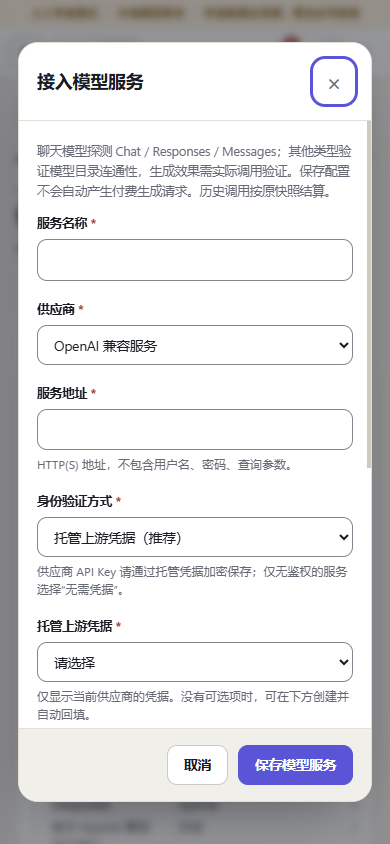 接入模型服务
×
聊天模型探测 Chat / Responses / Messages；其他类型验
证模型目录连通性，生成效果需实际调用验证。保存配置
不会自动产生付费生成请求。历史调用按原快照结算。
服务名称 *
供应商 *
OpenAI 兼容服务
服务地址 *
HTTP(S) 地址，不包含用户名、密码、查询参数。
身份验证方式 *
托管上游凭据（推荐）
供应商 API Key 请通过托管凭据加密保存；仅无鉴权的服务
选择“无需凭据”。
托管上游凭据 *
请选择
仅显示当前供应商的凭据。没有可选项时，可在下方创建并
自动回填。
取消
保存模型服务